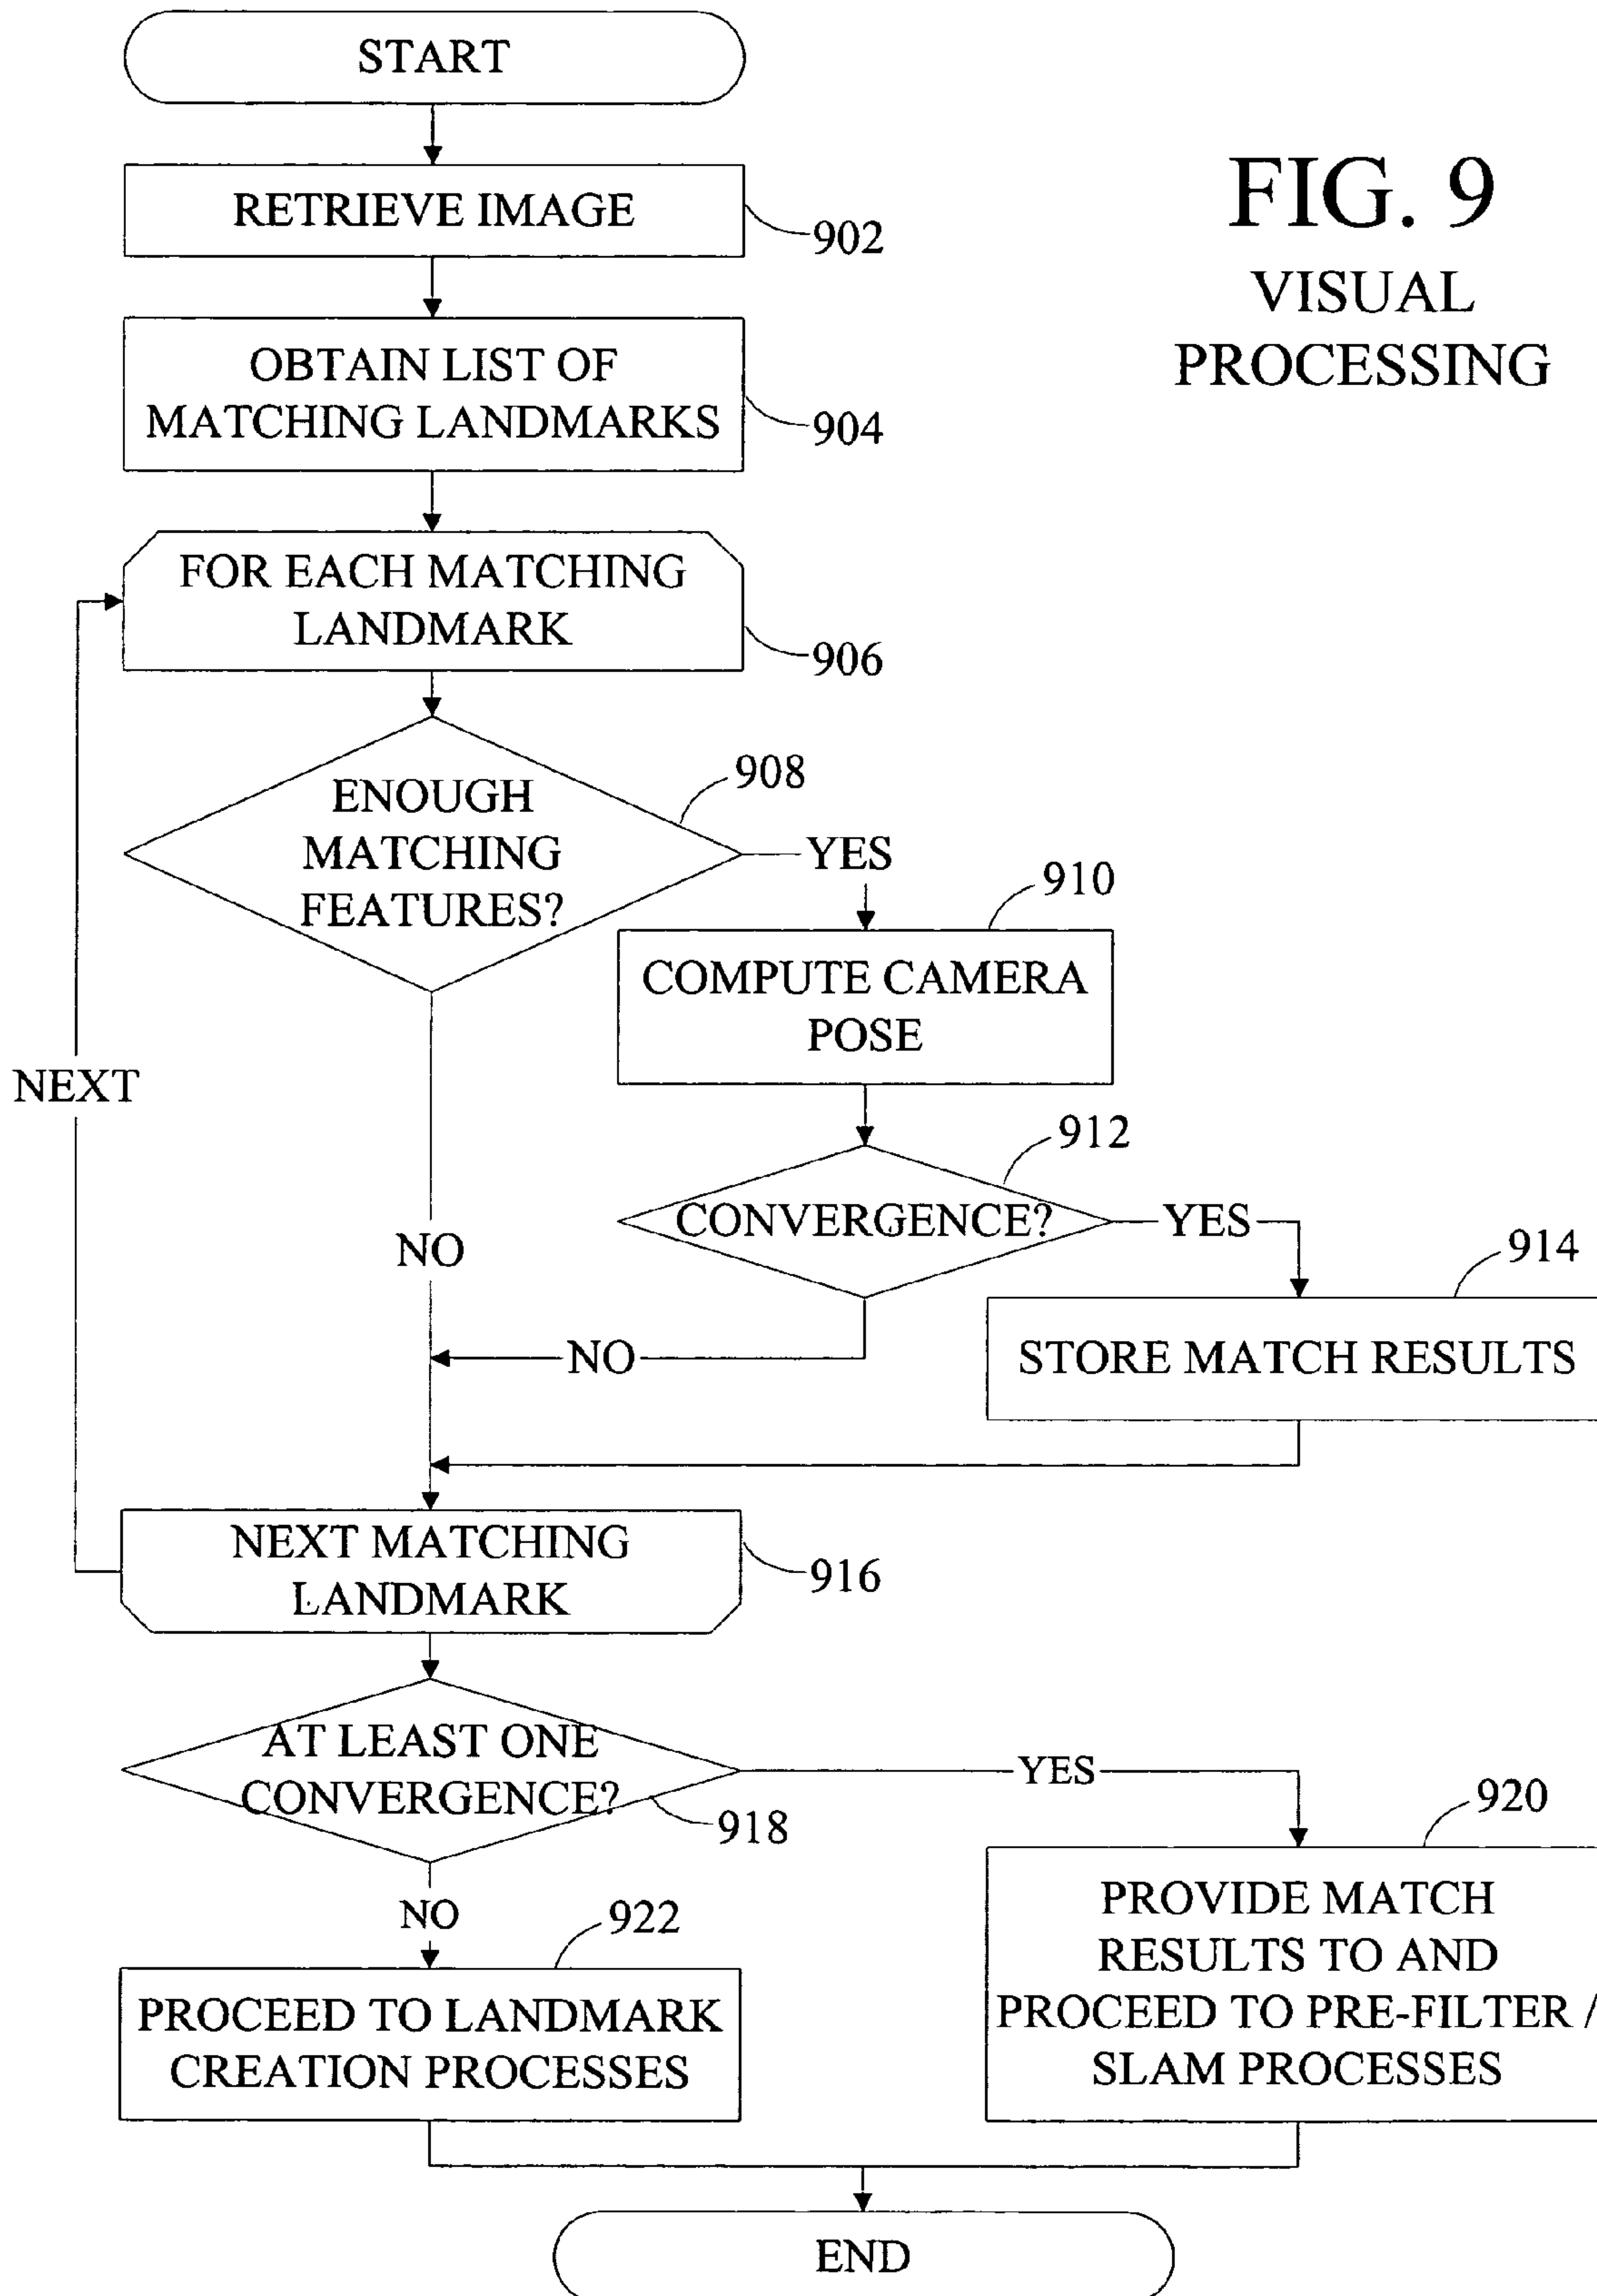 START
FIG. 9
VISUAL
PROCESSING
RETRIEVE IMAGE
902
OBTAIN LIST OF
MATCHING LANDMARKS
904
FOR EACH MATCHING
LANDMARK
906
ENOUGH
MATCHING
FEATURES?
908
YES
910
COMPUTE CAMERA
POSE
NEXT
912
CONVERGENCE?
YES
NO
914
STORE MATCH RESULTS
NO
NEXT MATCHING
LANDMARK
916
AT LEAST ONE
CONVERGENCE?
918
YES
920
PROVIDE MATCH
RESULTS TO AND
PROCEED TO PRE-FILTER /
SLAM PROCESSES
NO
922
PROCEED TO LANDMARK
CREATION PROCESSES
END